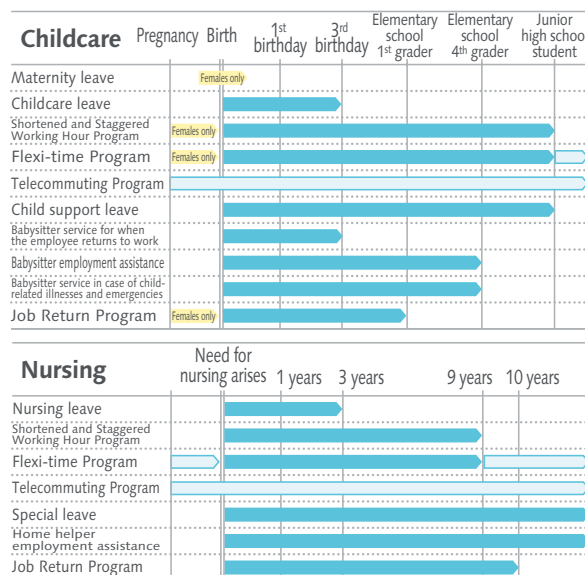 Childcare
Pregnancy Birth
1st
birthday
3rd
birthday
Elementary
school
1st grader
Elementary
school
4th grader
Junior
high school
student
Maternity leave
Females only
Childcare leave
Shortened and Staggered
Working Hour Program
Females only
Flexi-time Program
Females only
Telecommuting Program
Child support leave
Babysitter service for when
the employee returns to work
Babysitter employment assistance
Babysitter service in case of child-
related illnesses and emergencies
Job Return Program
Females only
Nursing
Need for
nursing arises
1 years
3 years
9 years
10 years
Nursing leave
Shortened and Staggered
Working Hour Program
Flexi-time Program
Telecommuting Program
Special leave
Home helper
employment assistance
Job Return Program